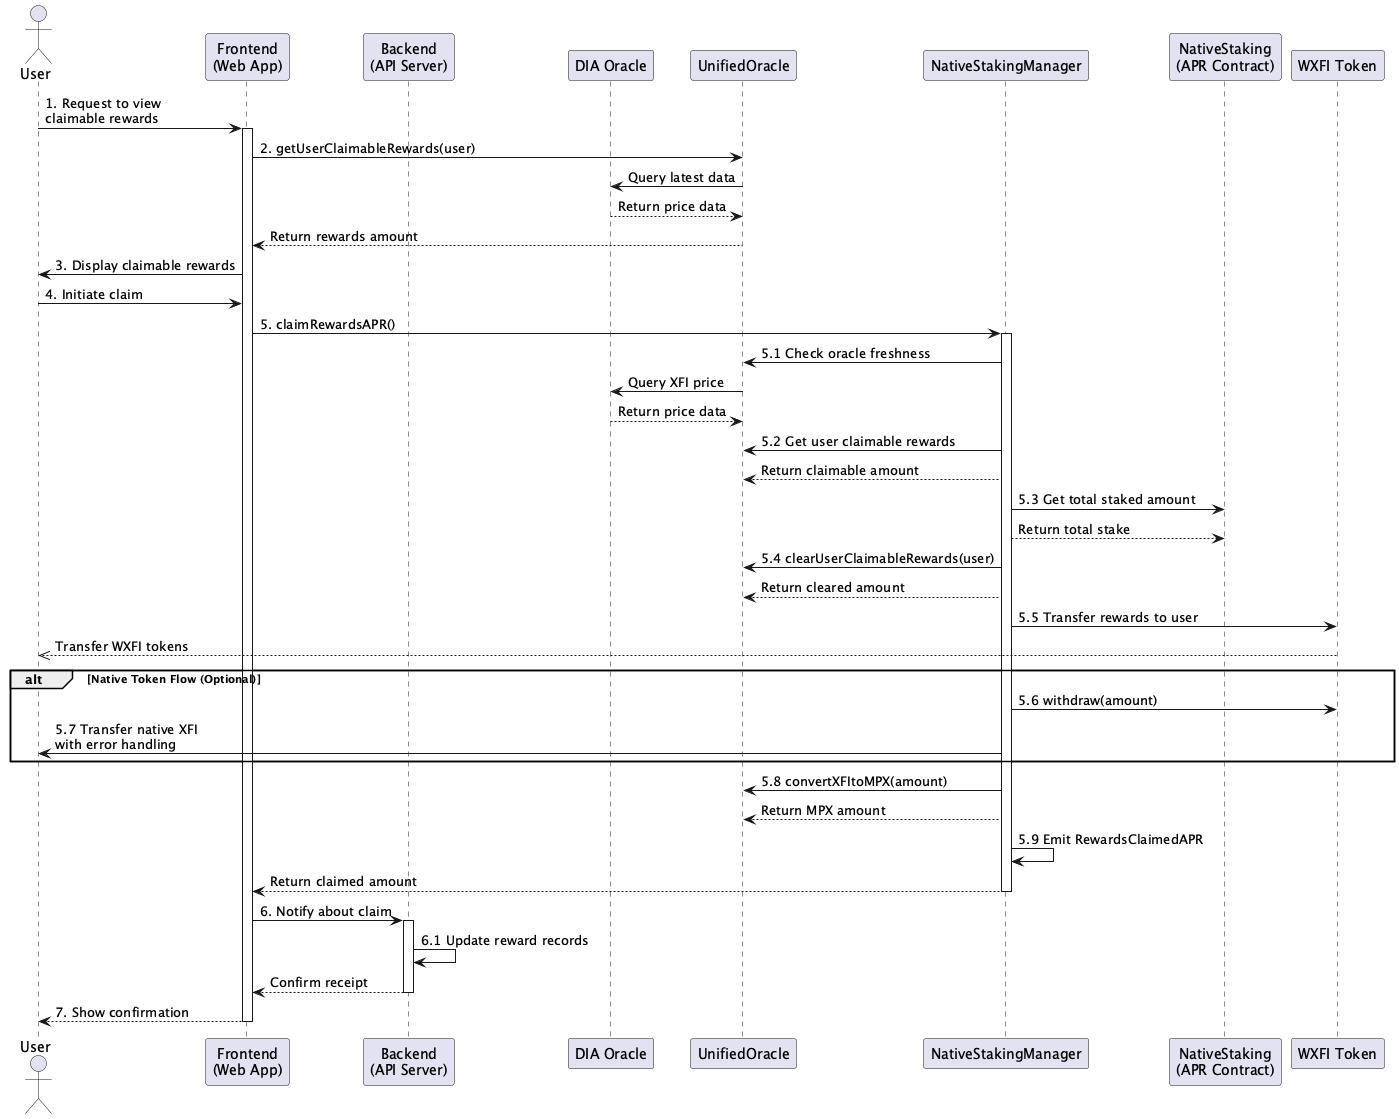 User
Frontend
(Web App)
Backend
(API Server)
DIA Oracle
UnifiedOracle
NativeStakingManager
NativeStaking
(APR Contract)
WXFI Token
1. Request to view
claimable rewards
2. getUserClaimableRewards(user)
Query latest data
Return price data
Return rewards amount
3. Display claimable rewards
4. Initiate claim
5. claimRewardsAPR()
5.1 Check oracle freshness
Query XFI price
Return price data
5.2 Get user claimable rewards
Return claimable amount
5.3 Get total staked amount
Return total stake
5.4 clearUserClaimableRewards(user)
Return cleared amount
5.5 Transfer rewards to user
Transfer WXFI tokens
alt [Native Token Flow (Optional)]
5.6 withdraw(amount)
5.7 Transfer native XFI
with error handling
5.8 convertXFItoMPX(amount)
Return MPX amount
5.9 Emit RewardsClaimedAPR
Return claimed amount
6. Notify about claim
6.1 Update reward records
Confirm receipt
7. Show confirmation
User
Frontend
(Web App)
Backend
(API Server)
DIA Oracle
UnifiedOracle
NativeStakingManager
NativeStaking
(APR Contract)
WXFI Token